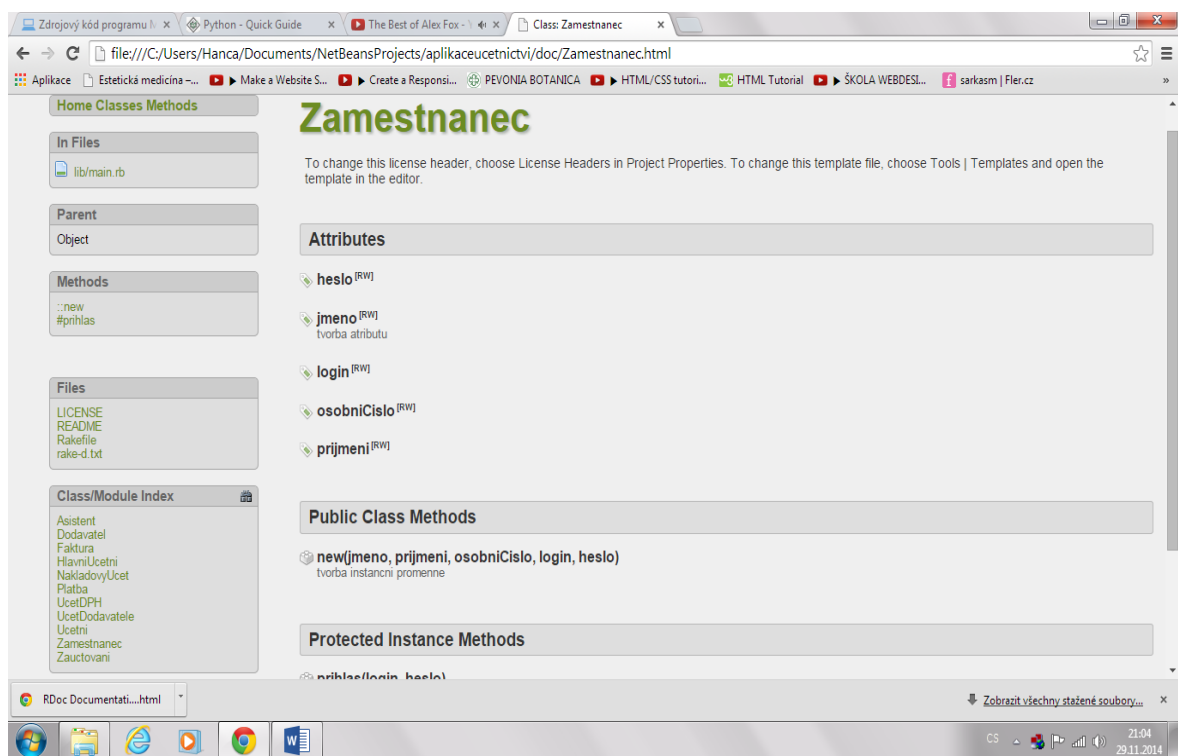 Zdrojový kód programu N
Python - Quick Guide
The Best of Alex Fox - Y
Class: Zamestnanec
file:///C:/Users/Hanca/Documents/NetBeansProjects/aplikaceucetnictvi/doc/Zamestnanec.html
Aplikace
Estetická medicína –...
▶ Make a Website S...
▶ Create a Responsi...
PEVONIA BOTANICA
▶ HTML/CSS tutori...
HTML Tutorial
▶ ŠKOLA WEBDESI...
sarkasm | Fler.cz
»
Home Classes Methods
In Files
lib/main.rb
Parent
Object
Methods
::new
#prihlas
Files
LICENSE
README
Rakefile
rake-d.txt
Class/Module Index
Asistent
Dodavatel
Faktura
HlavniUcetni
NakladovyUcet
Platba
UcetDPH
UcetDodavatele
Ucetni
Zamestnanec
Zauctovani
Zamestnanec
To change this license header, choose License Headers in Project Properties. To change this template file, choose Tools | Templates and open the
template in the editor.
Attributes
heslo [RW]
jmeno [RW]
tvorba atributu
login [RW]
osobniCislo [RW]
prijmeni [RW]
Public Class Methods
new(jmeno, prijmeni, osobniCislo, login, heslo)
tvorba instancni promenne
Protected Instance Methods
prihlas(login, heslo)
RDoc Documentati....html
Zobrazit všechny stažené soubory...
CS
21:04
29.11.2014